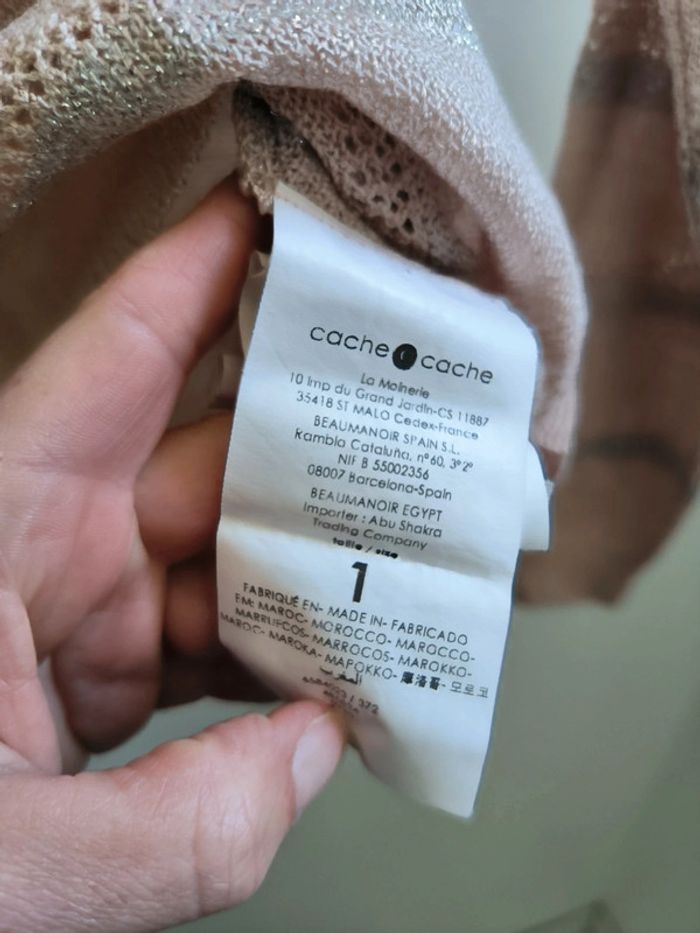 cache cache
La Moinerie
10 Imp du Grand Jardin-CS 11887
35418 ST MALO Cedex-France
BEAUMANOIR SPAIN S.L.
Rambla Cataluña, nº60, 3º2ª
NIF B 55002356
08007 Barcelona-Spain
BEAUMANOIR EGYPT
Importer : Abu Shakra
Trading Company
taille / size
1
FABRIQUÉ EN- MADE IN- FABRICADO
EM: MAROC- MOROCCO- MAROCCO-
MARRUECOS- MARROCOS- MAROKKO-
MAROC- MAROKA- МАРОККО- 摩洛哥- 모로코
المغرب
/ 372